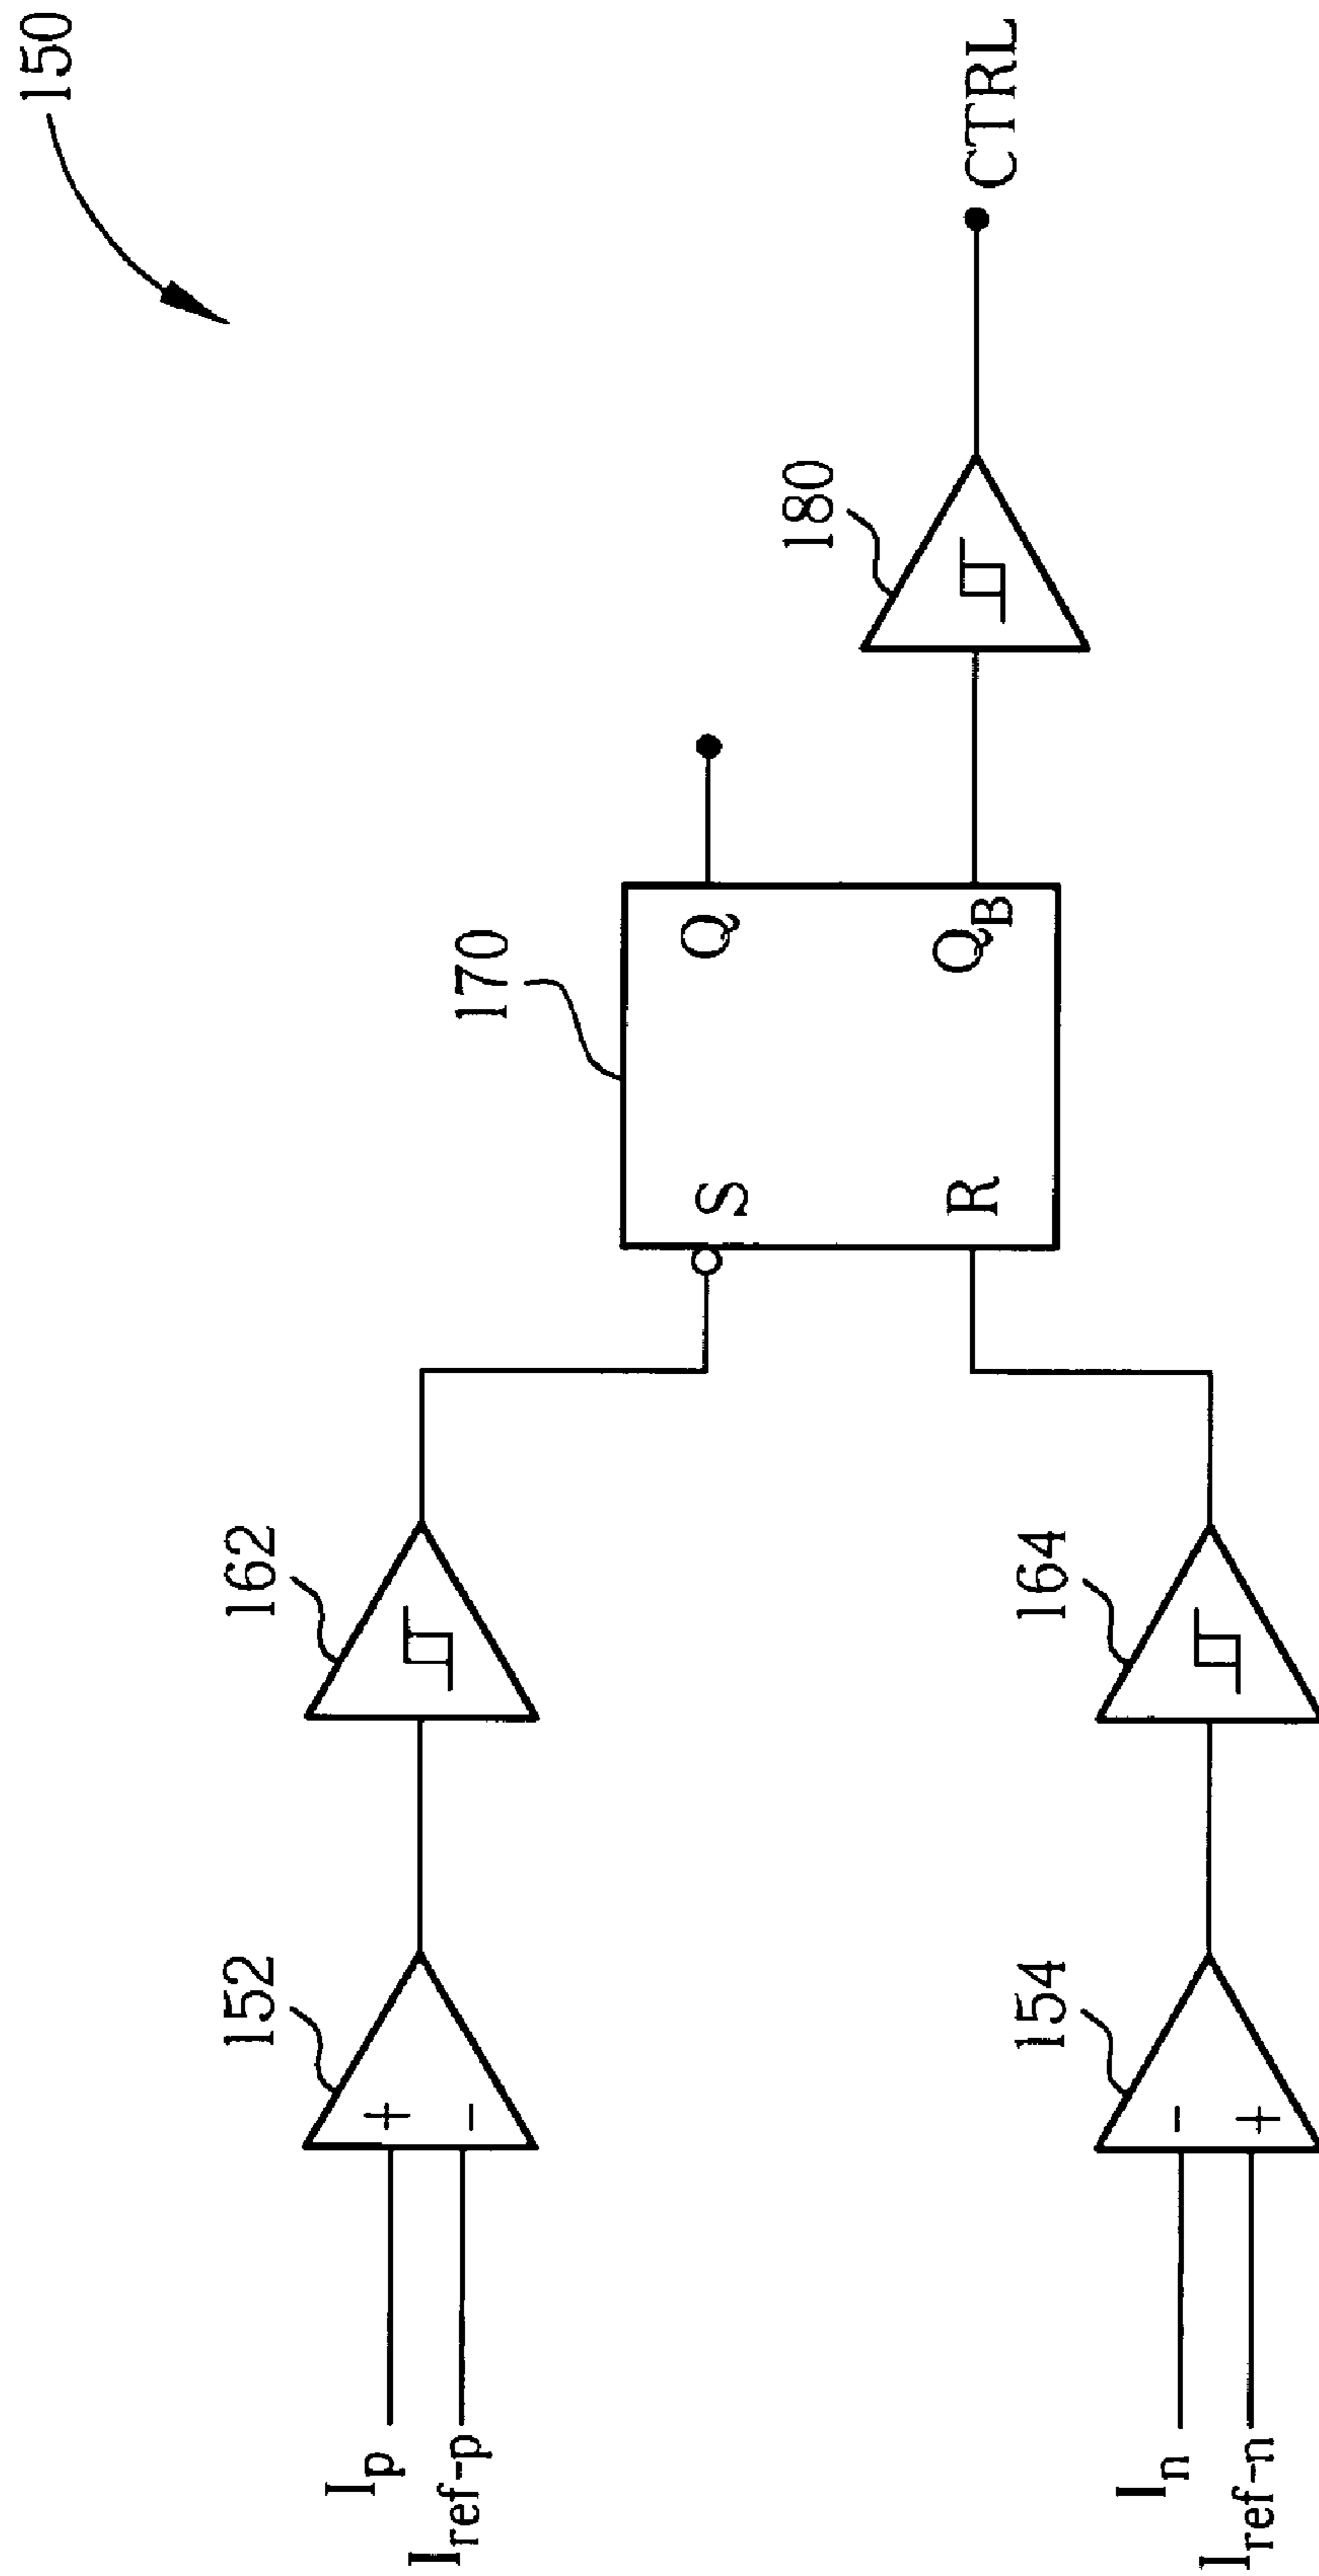 150
I_p
I_ref-p
+
-
152
162
S
Q
170
R
Q_B
180
CTRL
I_n
I_ref-n
-
+
154
164